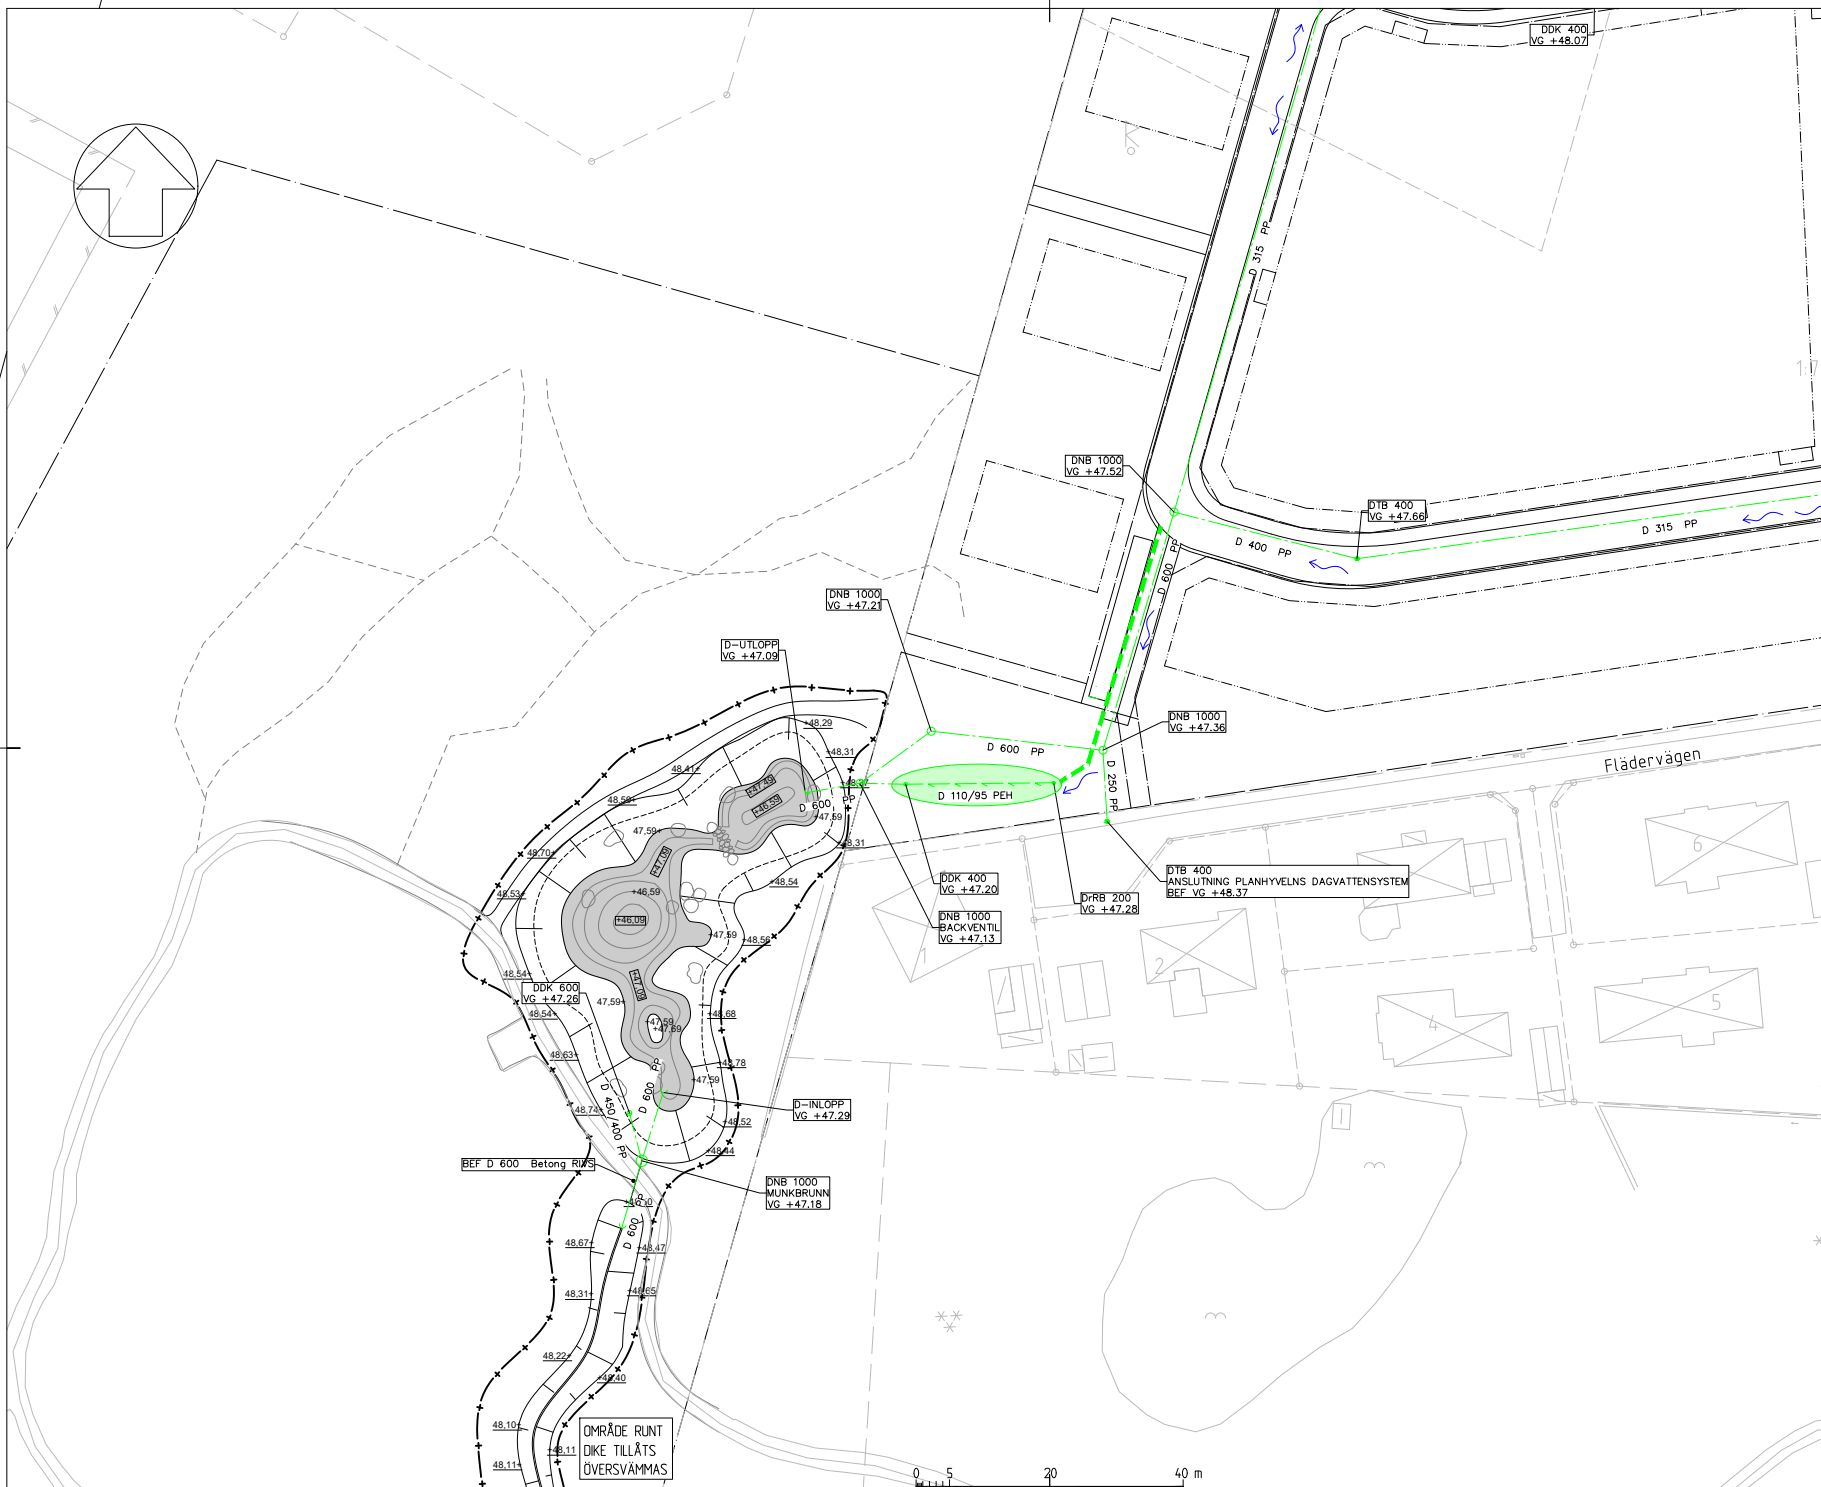 DDK 400
VG +48.07
D 315 PP
1:7
DNB 1000
VG +47.52
DTB 400
VG +47.66
D 315 PP
D 400 PP
D 600 PP
DNB 1000
VG +47.21
D-UTLOPP
VG +47.09
DNB 1000
VG +47.36
D 600 PP
D 250 PP
Flädervägen
D 110/95 PEH
+48,29
+48,31
48,41+
+48,37
+47,49
+46,59
D 600 PP
48,59+
+47,59
47,59+
+48,31
48,70+
+47,09
DDK 400
VG +47.20
DTB 400
ANSLUTNING PLANHYVELNS DAGVATTENSYSTEM
BEF VG +48.37
DrRB 200
VG +47.28
DNB 1000
BACKVENTIL
VG +47.13
+48,54
48,53+
+46,59
+46,09
+47,59
+48,56
48,54+
DDK 600
VG +47.26
+47,09
47,59+
48,54+
+47,59
+47,69
+48,68
48,63+
+48,78
+47,59
D 600 PP
D 450/400 PP
48,74+
D-INLOPP
VG +47.29
+48,52
+48,44
BEF D 600 Betong RIVS
DNB 1000
MUNKBRUNN
VG +47.18
D 600 P
48,67+
+48,47
48,31+
+48,65
48,22+
+48,40
48,10+
+48,11
48,11+
OMRÅDE RUNT
DIKE TILLÅTS
ÖVERSVÄMMAS
1
2
4
5
6
0 5 20 40 m